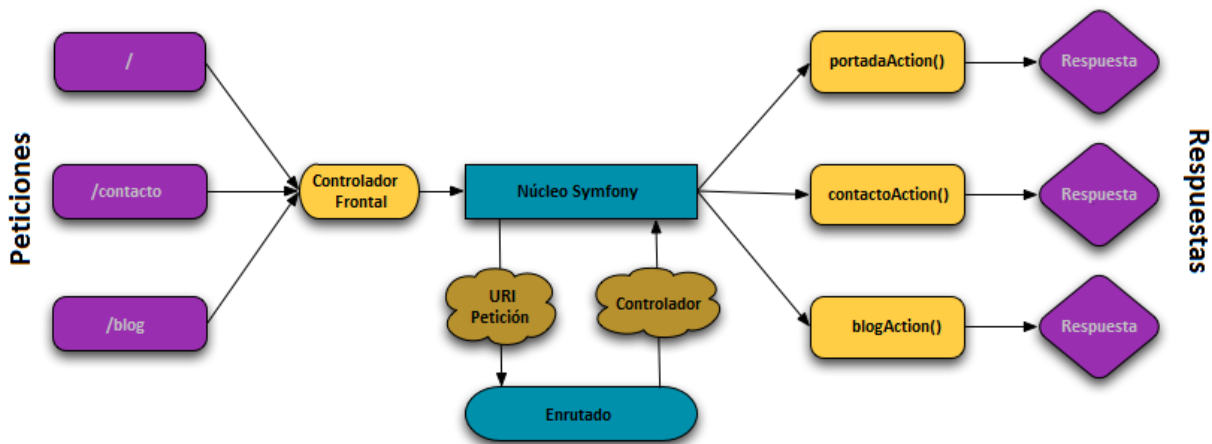 Peticiones
/
/contacto
/blog
Controlador
Frontal
Núcleo Symfony
URI
Petición
Controlador
Enrutado
portadaAction()
contactoAction()
blogAction()
Respuesta
Respuesta
Respuesta
Respuestas